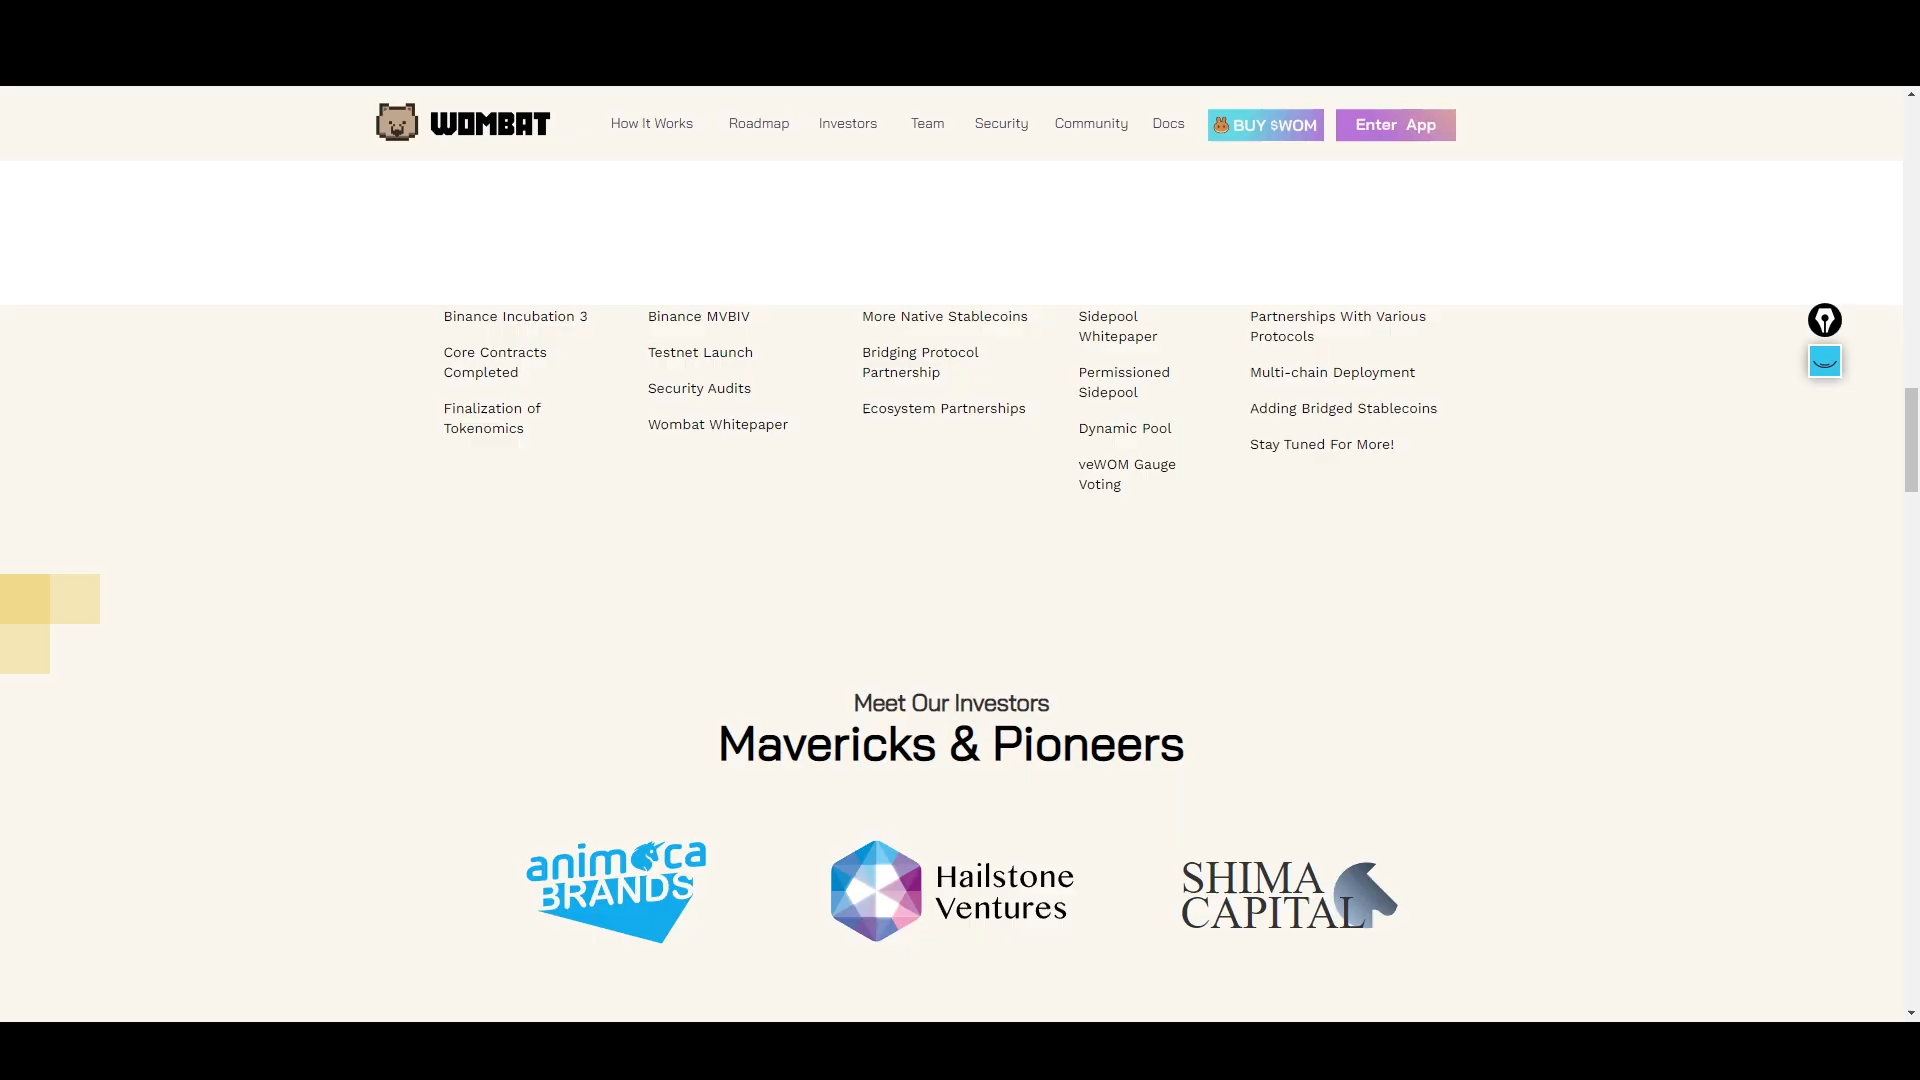 WOMBAT
How It Works
Roadmap
Investors
Team
Security
Community
Docs
BUY $WOM
Enter App
Binance Incubation 3
Core Contracts
Completed
Finalization of
Tokenomics
Binance MVBIV
Testnet Launch
Security Audits
Wombat Whitepaper
More Native Stablecoins
Bridging Protocol
Partnership
Ecosystem Partnerships
Sidepool
Whitepaper
Permissioned
Sidepool
Dynamic Pool
veWOM Gauge
Voting
Partnerships With Various
Protocols
Multi-chain Deployment
Adding Bridged Stablecoins
Stay Tuned For More!
Meet Our Investors
Mavericks & Pioneers
animoca
BRANDS
Hailstone
Ventures
SHIMA
CAPITAL